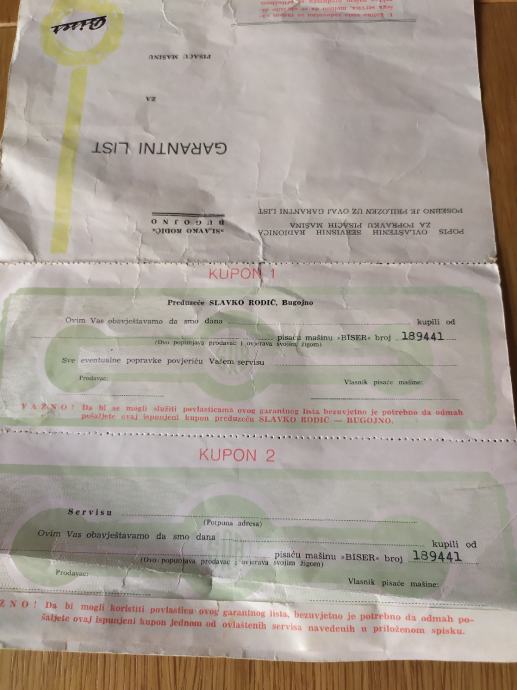 Biser
PISAĆU MAŠINU
ZA
GARANTNI LIST
»SLAVKO RODIĆ«
BUGOJNO
POPIS OVLAŠTENIH SERVISNIH RADIONICA
ZA POPRAVKU PISAĆIH MAŠINA
POSEBNO JE PRILOŽEN UZ OVAJ GARANTNI LIST
KUPON 1
Preduzeće SLAVKO RODIĆ, Bugojno
Ovim Vas obavještavamo da smo dana kupili od
pisaću mašinu »BISER« broj 189441
(Ovo popunjava prodavac i ovjerava svojim žigom)
Sve eventualne popravke povjeriću Vašem servisu
Prodavac: Vlasnik pisaće mašine:
VAŽNO! Da bi se mogli služiti povlasticama ovog garantnog lista bezuvjetno je potrebno da odmah
pošaljete ovaj ispunjeni kupon preduzeću SLAVKO RODIĆ — BUGOJNO.
KUPON 2
Servisu
(Potpuna adresa)
Ovim Vas obavještavamo da smo dana kupili od
pisaću mašinu »BISER« broj 189441
(Ovo popunjava prodavac i ovjerava svojim žigom)
Prodavac: Vlasnik pisaće mašine:
ŽNO! Da bi mogli koristiti povlasticu ovog garantnog lista, bezuvjetno je potrebno da odmah po-
šaljete ovaj ispunjeni kupon jednom od ovlaštenih servisa navedenih u priloženom spisku.